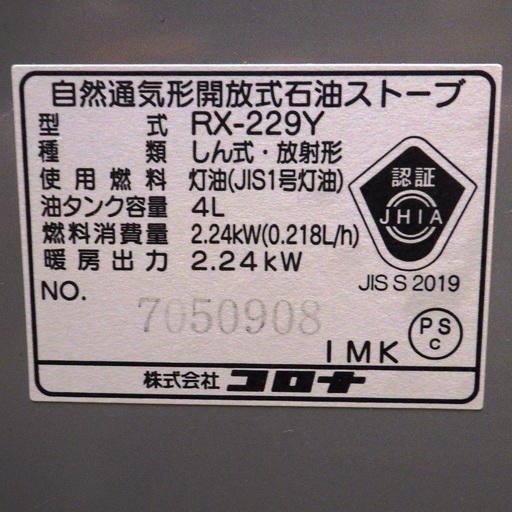 自然通気形開放式石油ストーブ
型式 RX-229Y
種類 しん式・放射形
使用燃料 灯油(JIS1号灯油)
油タンク容量 4L
燃料消費量 2.24kW(0.218L/h)
暖房出力 2.24kW
認証
JHIA
JIS S 2019
NO. 7050908
IMK
PS
C
株式会社 コロナ